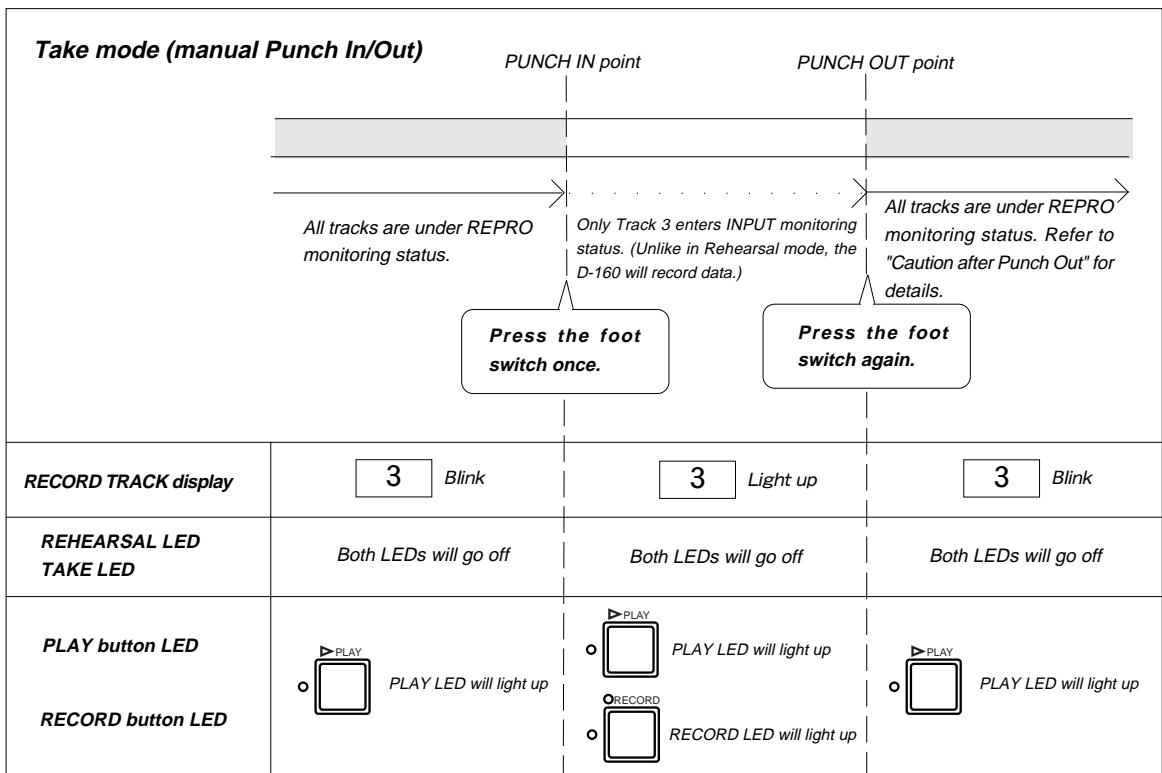 Take mode (manual Punch In/Out)
PUNCH IN point
PUNCH OUT point
All tracks are under REPRO
monitoring status.
Only Track 3 enters INPUT monitoring
status. (Unlike in Rehearsal mode, the
D-160 will record data.)
All tracks are under REPRO
monitoring status. Refer to
"Caution after Punch Out" for
details.
Press the foot
switch once.
Press the foot
switch again.
RECORD TRACK display
3 Blink
3 Light up
3 Blink
REHEARSAL LED
TAKE LED
Both LEDs will go off
Both LEDs will go off
Both LEDs will go off
PLAY button LED
PLAY
PLAY LED will light up
PLAY
PLAY LED will light up
PLAY
PLAY LED will light up
RECORD button LED
RECORD
RECORD LED will light up